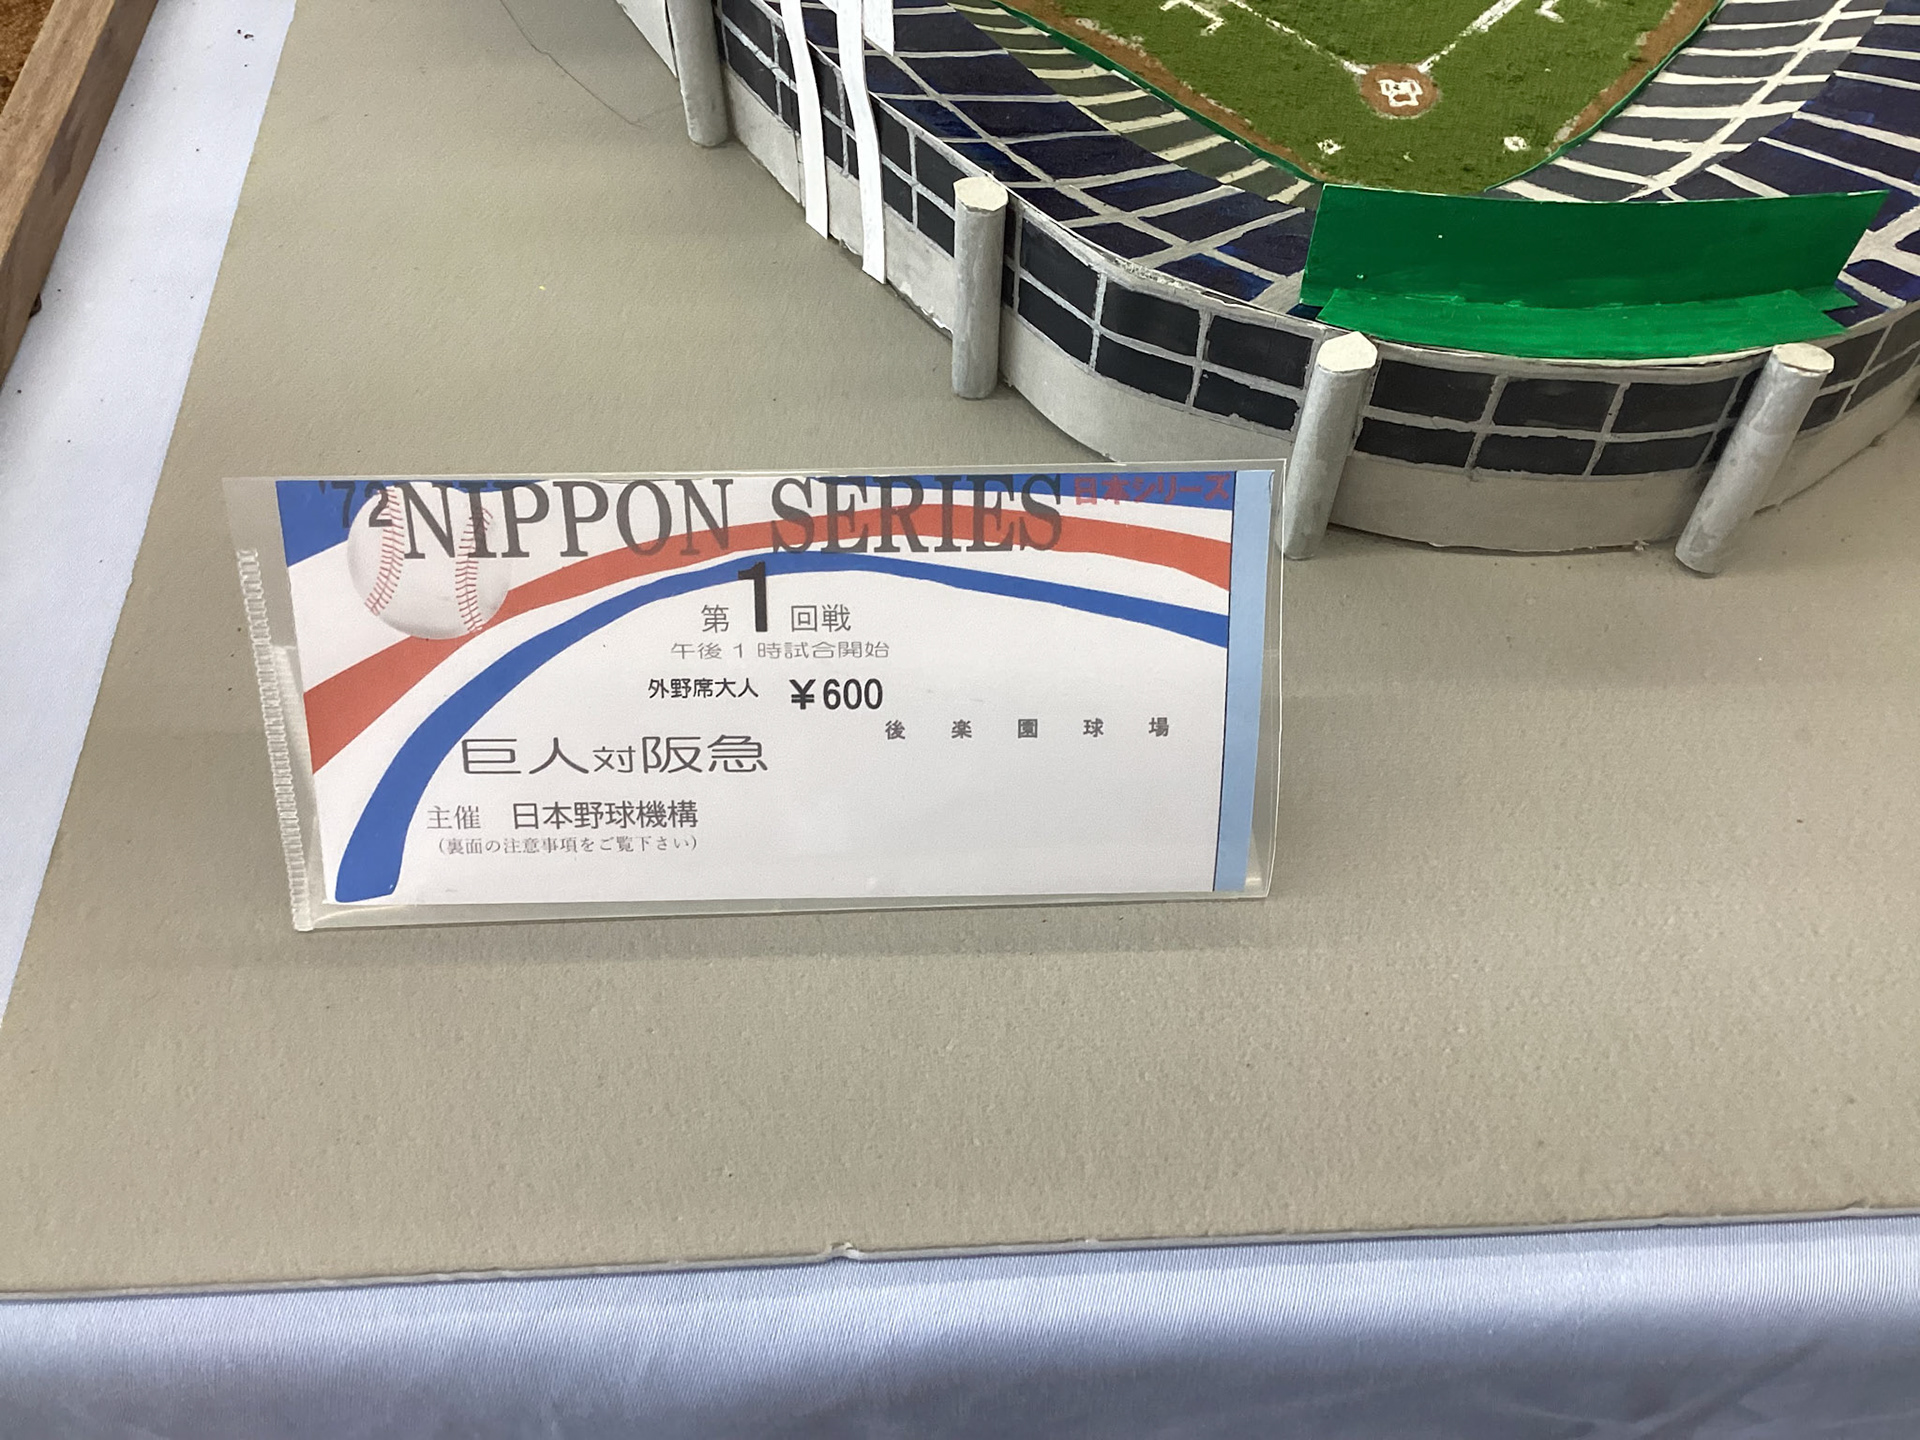 '72 NIPPON SERIES 日本シリーズ
第1回戦
午後1時試合開始
外野席大人 ¥600
後楽園球場
巨人対阪急
主催 日本野球機構
（裏面の注意事項をご覧下さい）